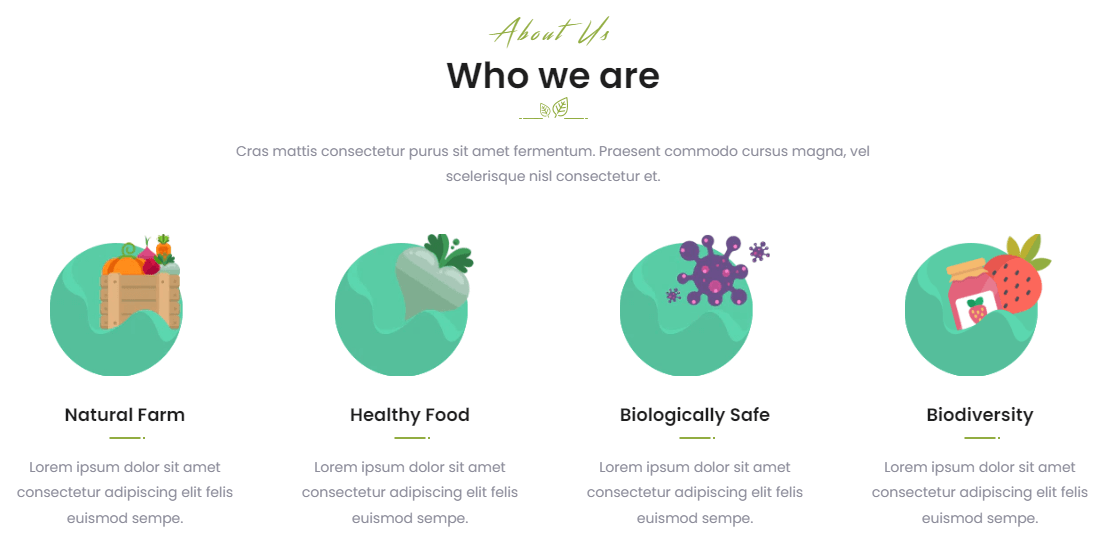 About Us
Who we are
Cras mattis consectetur purus sit amet fermentum. Praesent commodo cursus magna, vel
scelerisque nisl consectetur et.
Natural Farm
Lorem ipsum dolor sit amet
consectetur adipiscing elit felis
euismod sempe.
Healthy Food
Lorem ipsum dolor sit amet
consectetur adipiscing elit felis
euismod sempe.
Biologically Safe
Lorem ipsum dolor sit amet
consectetur adipiscing elit felis
euismod sempe.
Biodiversity
Lorem ipsum dolor sit amet
consectetur adipiscing elit felis
euismod sempe.